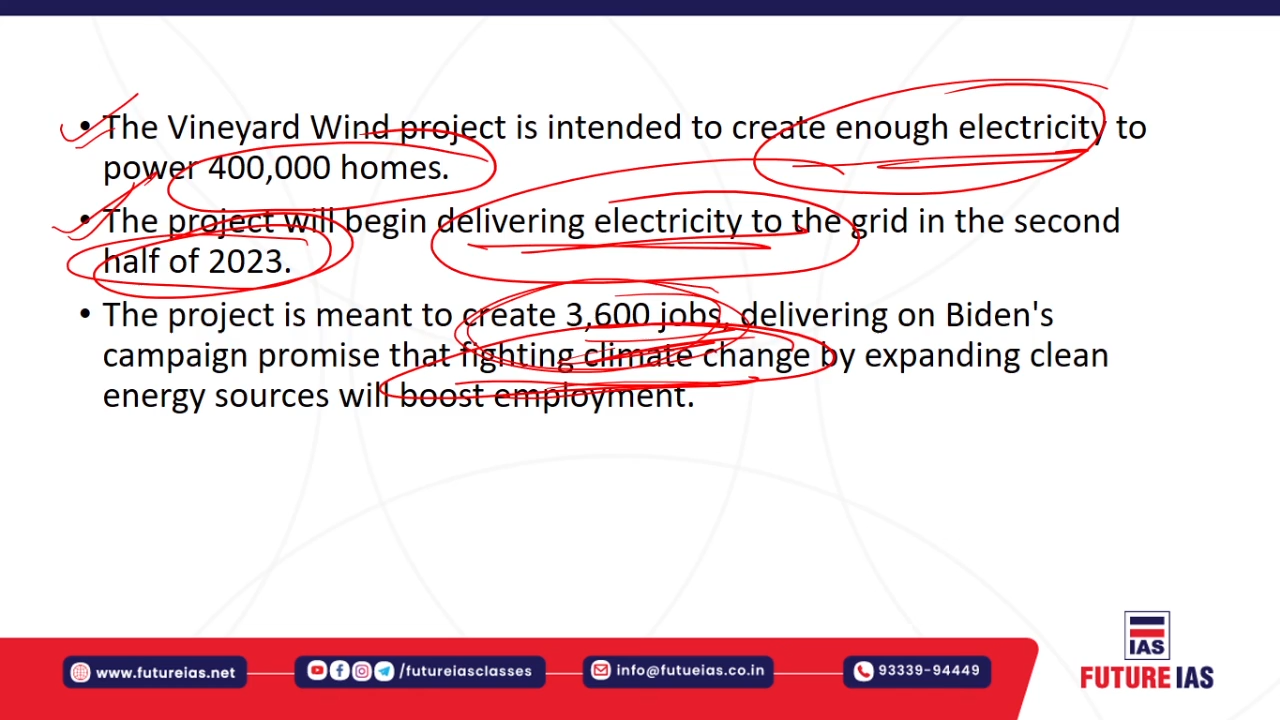 • The Vineyard Wind project is intended to create enough electricity to
power 400,000 homes.
• The project will begin delivering electricity to the grid in the second
half of 2023.
• The project is meant to create 3,600 jobs, delivering on Biden's
campaign promise that fighting climate change by expanding clean
energy sources will boost employment.
IAS
FUTURE IAS
www.futureias.net
/futureiasclasses
info@futueias.co.in
93339-94449